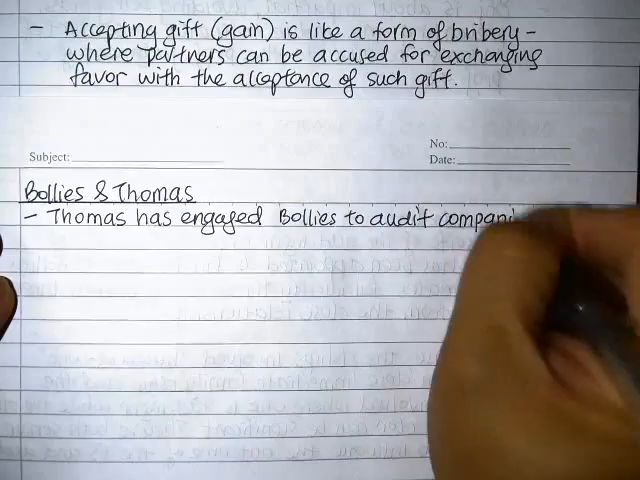 - Accepting gift (gain) is like a form of bribery -
where partners can be accused for exchanging
favor with the acceptance of such gift.
No:
Subject:
Date:
Bollies & Thomas
- Thomas has engaged Bollies to audit compani